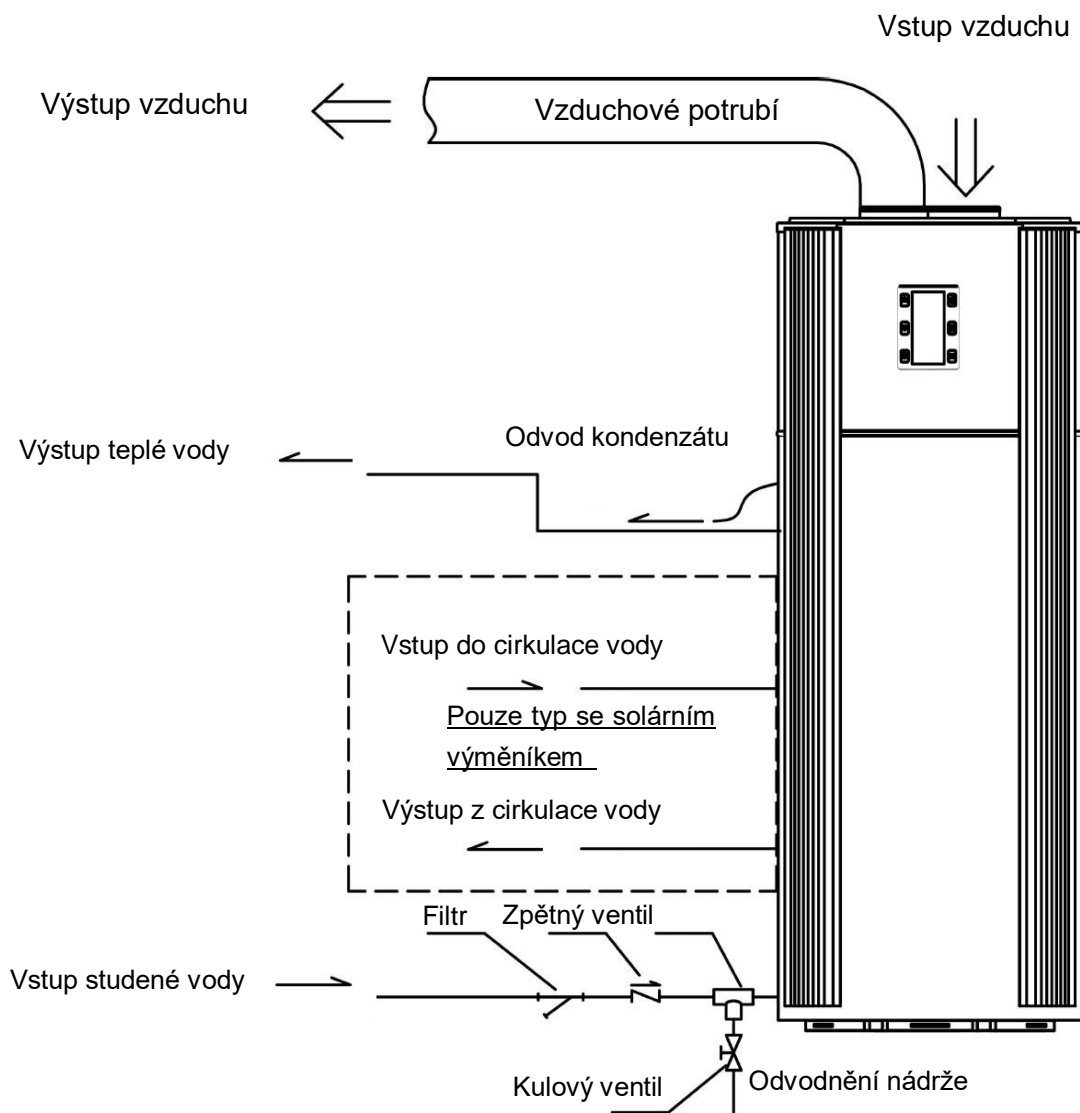 Vstup vzduchu
Výstup vzduchu
Vzduchové potrubí
Odvod kondenzátu
Výstup teplé vody
Vstup do cirkulace vody
Pouze typ se solárním
výměníkem
Výstup z cirkulace vody
Filtr
Zpětný ventil
Vstup studené vody
Kulový ventil
Odvodnění nádrže